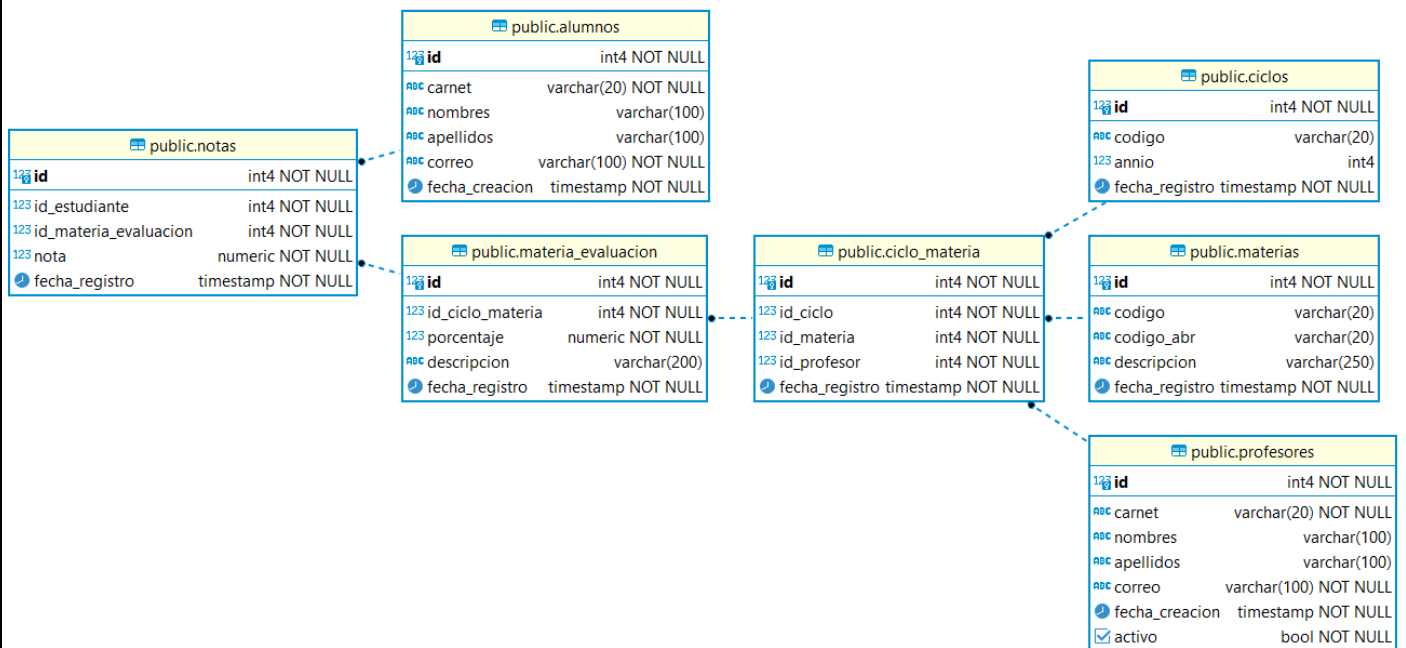 public.notas
id int4 NOT NULL
id_estudiante int4 NOT NULL
id_materia_evaluacion int4 NOT NULL
nota numeric NOT NULL
fecha_registro timestamp NOT NULL
public.alumnos
id int4 NOT NULL
carnet varchar(20) NOT NULL
nombres varchar(100)
apellidos varchar(100)
correo varchar(100) NOT NULL
fecha_creacion timestamp NOT NULL
public.materia_evaluacion
id int4 NOT NULL
id_ciclo_materia int4 NOT NULL
porcentaje numeric NOT NULL
descripcion varchar(200)
fecha_registro timestamp NOT NULL
public.ciclo_materia
id int4 NOT NULL
id_ciclo int4 NOT NULL
id_materia int4 NOT NULL
id_profesor int4 NOT NULL
fecha_registro timestamp NOT NULL
public.ciclos
id int4 NOT NULL
codigo varchar(20)
annio int4
fecha_registro timestamp NOT NULL
public.materias
id int4 NOT NULL
codigo varchar(20)
codigo_abr varchar(20)
descripcion varchar(250)
fecha_registro timestamp NOT NULL
public.profesores
id int4 NOT NULL
carnet varchar(20) NOT NULL
nombres varchar(100)
apellidos varchar(100)
correo varchar(100) NOT NULL
fecha_creacion timestamp NOT NULL
activo bool NOT NULL